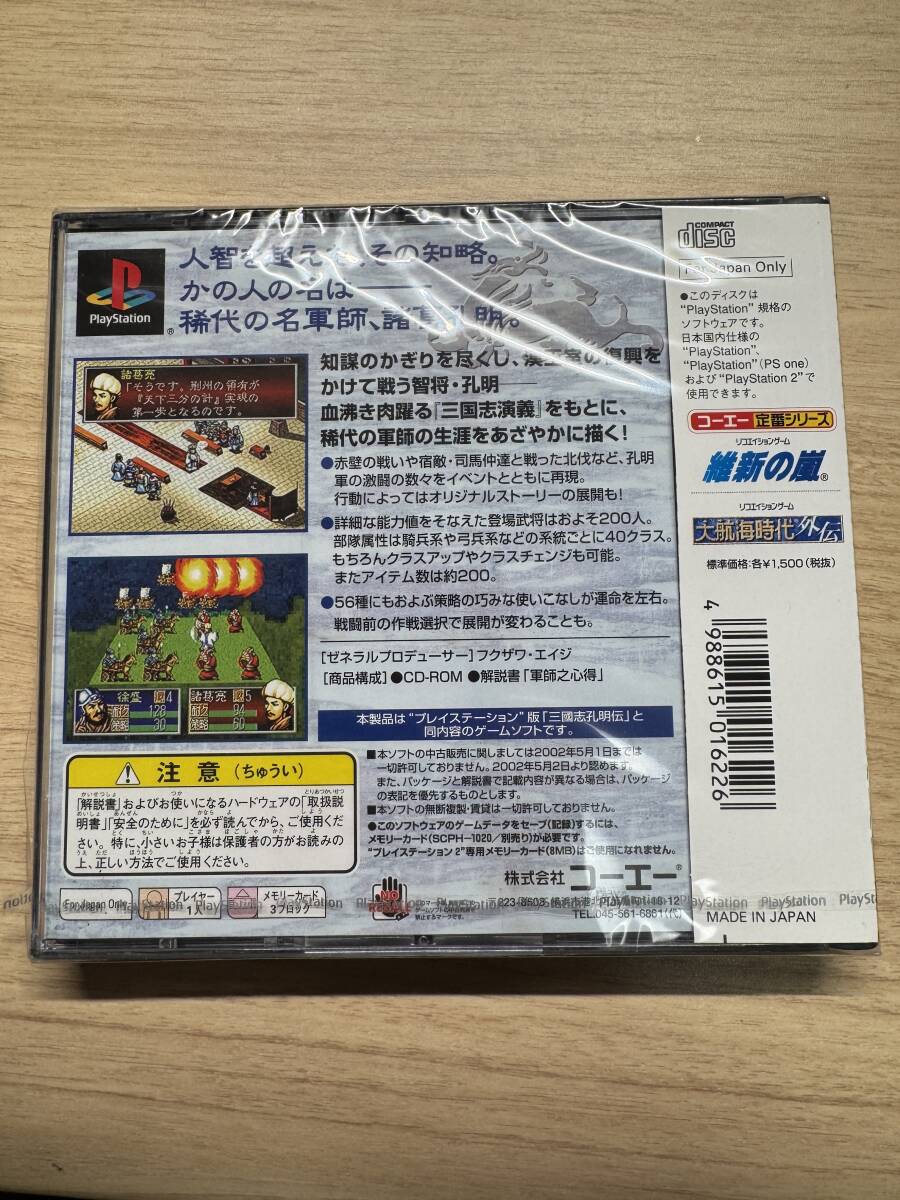 PlayStation
人智を超えた、その知略。
かの人の名は――
稀代の名軍師、諸葛孔明。
知謀のかぎりを尽くし、漢王室の復興を
かけて戦う智将・孔明――
血沸き肉躍る『三国志演義』をもとに、
稀代の軍師の生涯をあざやかに描く!
諸葛亮
「そうです。荊州の領有が
『天下三分の計』実現の
第一歩となるのです。
●赤壁の戦いや宿敵・司馬仲達と戦った北伐など、孔明
軍の激闘の数々をイベントとともに再現。
行動によってはオリジナルストーリーの展開も!
●詳細な能力値をそなえた登場武将はおよそ200人。
部隊属性は騎兵系や弓兵系などの系統ごとに40クラス。
もちろんクラスアップやクラスチェンジも可能。
またアイテム数は約200。
●56種にもおよぶ策略の巧みな使いこなしが運命を左右。
戦闘前の作戦選択で展開が変わることも。
徐盛 4
128
策略 30
諸葛亮 5
94
策略 60
[ゼネラルプロデューサー]フクザワ・エイジ
[商品構成]●CD-ROM ●解説書「軍師之心得」
本製品は“プレイステーション”版「三國志孔明伝」と
同内容のゲームソフトです。
■本ソフトの中古販売に関しましては2002年5月1日までは
一切許可しておりません。2002年5月2日より認めます。
また、パッケージと解説書で記載内容が異なる場合は、パッケージ
の表記を優先するものとします。
■本ソフトの無断複製・賃貸は一切許可しておりません。
●このソフトウェアのゲームデータをセーブ(記録)するには、
メモリーカード(SCPH-1020/別売り)が必要です。
“プレイステーション 2”専用メモリーカード(8MB)はご使用になれません。
注意(ちゅうい)
「解説書」およびお使いになるハードウェアの「取扱説
明書」「安全のために」を必ず読んでから、ご使用くだ
さい。特に、小さいお子様は保護者の方がお読みの
上、正しい方法でご使用ください。
For Japan Only
プレイヤー
1人
メモリーカード
3ブロック
NO RESALE
株式会社コーエー®
TEL.045-561-6861(代)
PlayStation PlayStation PlayStation PlayStation
COMPACT
disc
For Japan Only
●このディスクは
“PlayStation”規格の
ソフトウェアです。
日本国内仕様の
“PlayStation”、
“PlayStation”(PS one)
および“PlayStation 2”で
使用できます。
コーエー定番シリーズ
リコエイションゲーム
維新の嵐®
リコエイションゲーム
大航海時代外伝
標準価格:各¥1,500(税抜)
4 988615 016226
MADE IN JAPAN